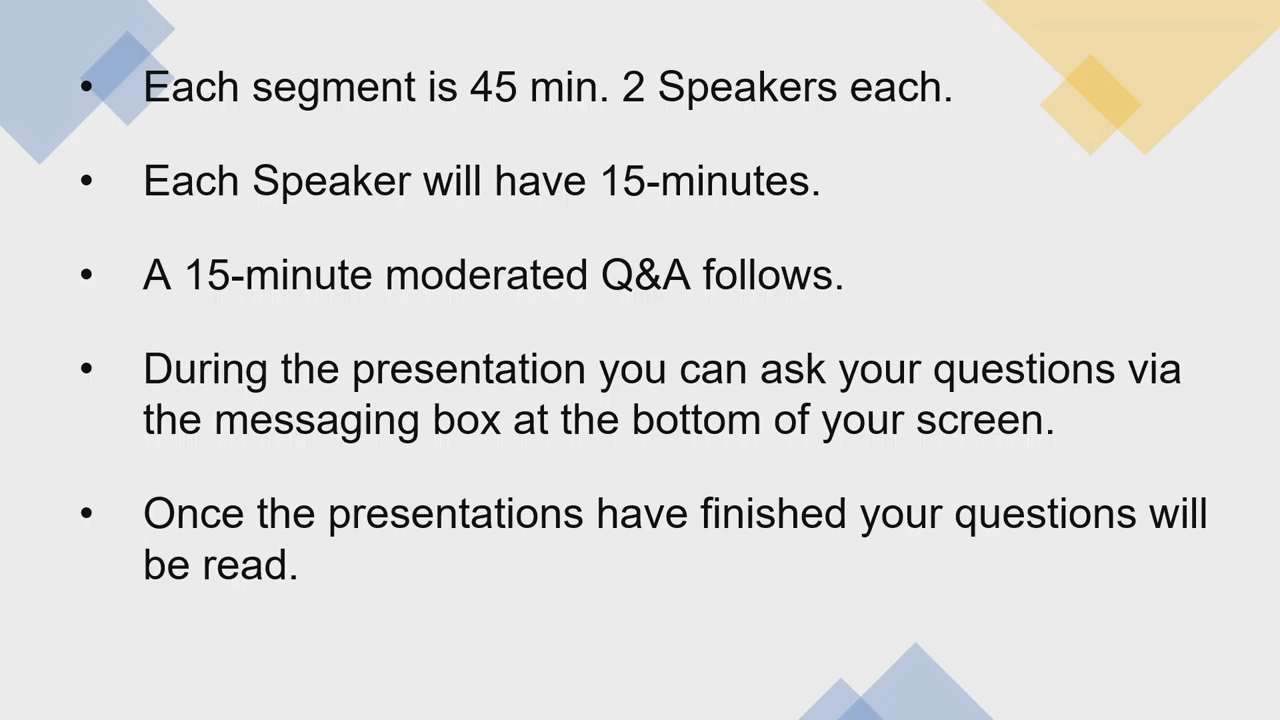 • Each segment is 45 min. 2 Speakers each.
• Each Speaker will have 15-minutes.
• A 15-minute moderated Q&A follows.
• During the presentation you can ask your questions via
the messaging box at the bottom of your screen.
• Once the presentations have finished your questions will
be read.